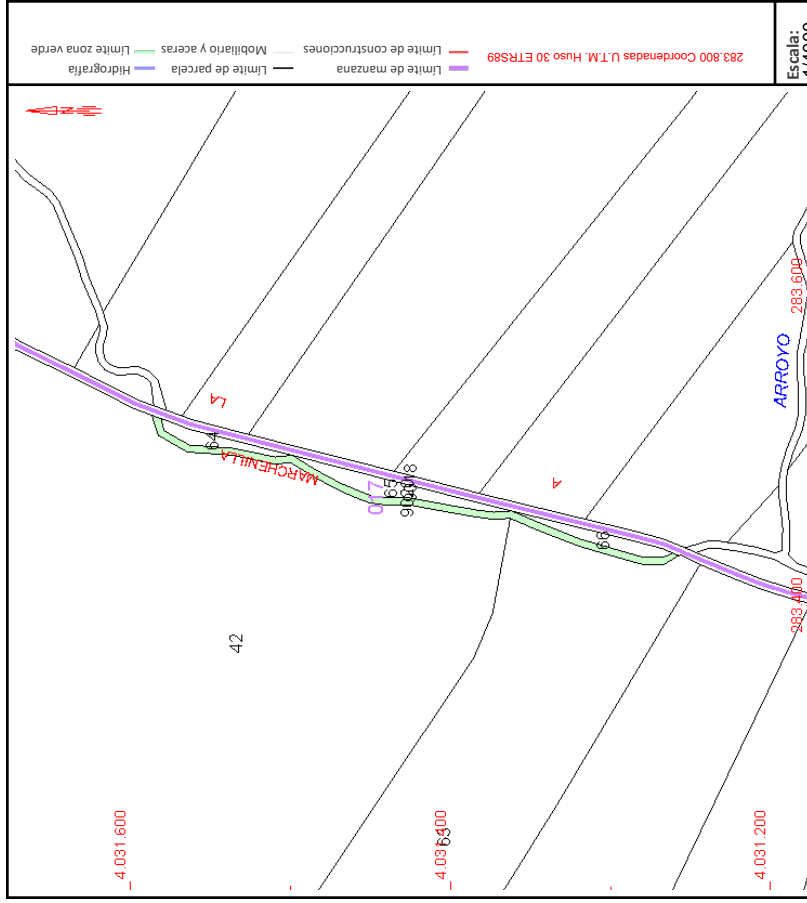 Límite de manzana
Límite de construcciones
Límite de parcela
Mobiliario y aceras
Hidrografía
Límite zona verde
283.800 Coordenadas U.T.M. Huso 30 ETRS89
Escala:
LA
64
MARCHENILLA
017
65
A
66
42
63
ARROYO
283.600
283.400
4.031.600
4.031.400
4.031.200